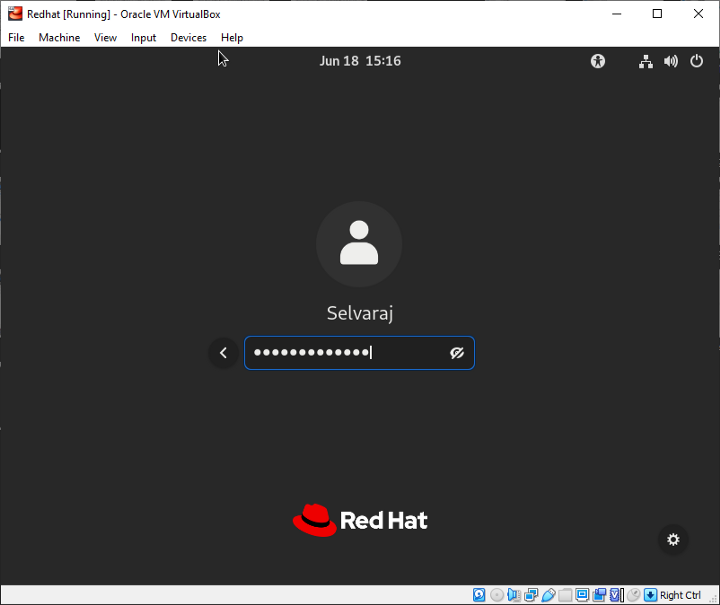 Redhat [Running] - Oracle VM VirtualBox
File Machine View Input Devices Help
Jun 18 15:16
Selvaraj
•••••••••••••
Red Hat
Right Ctrl